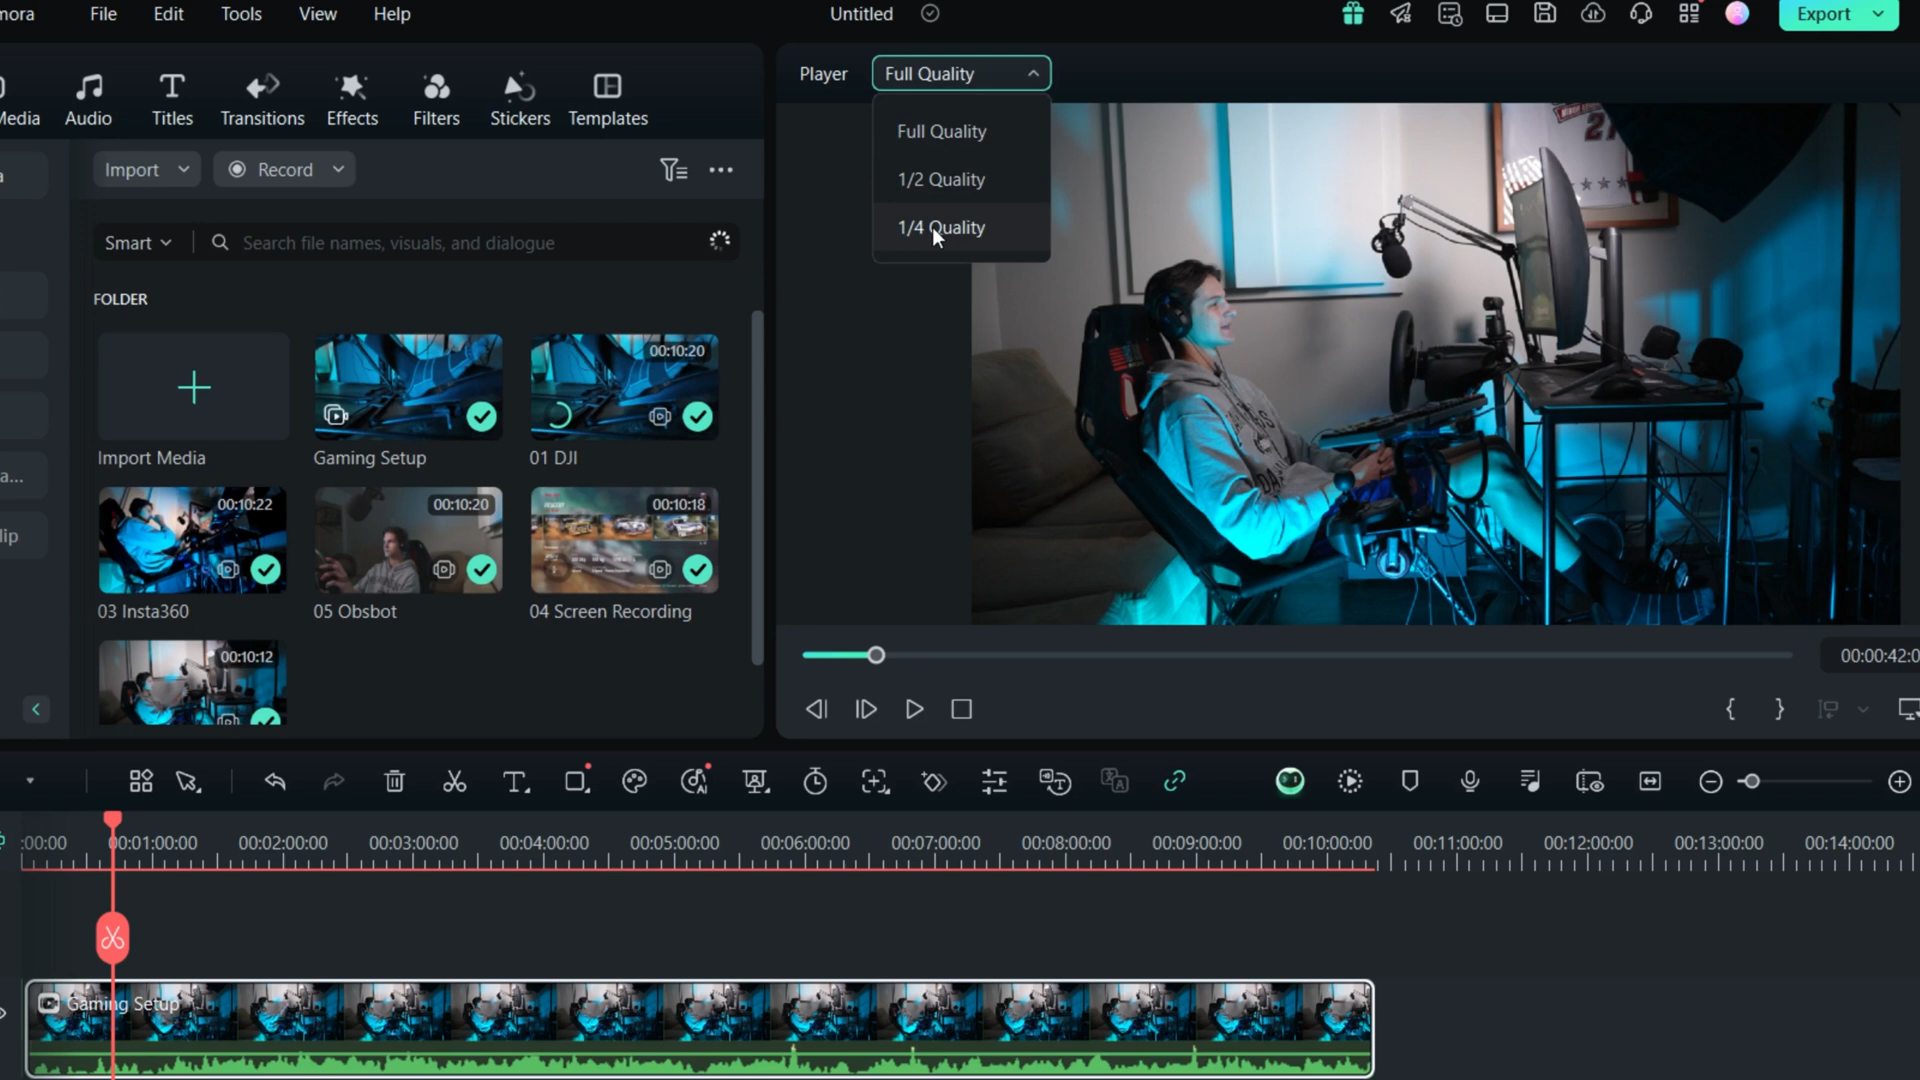 mora File Edit Tools View Help Untitled Export
Media Audio Titles Transitions Effects Filters Stickers Templates
Player Full Quality
Full Quality
1/2 Quality
1/4 Quality
Import Record
Smart Search file names, visuals, and dialogue
FOLDER
00:10:20
Import Media Gaming Setup 01 DJI
00:10:22 00:10:20 00:10:18
03 Insta360 05 Obsbot 04 Screen Recording
00:10:12
a
a...
lip
21
00:00:42:0
:00:00 00:01:00:00 00:02:00:00 00:03:00:00 00:04:00:00 00:05:00:00 00:06:00:00 00:07:00:00 00:08:00:00 00:09:00:00 00:10:00:00 00:11:00:00 00:12:00:00 00:13:00:00 00:14:00:00
Gaming Setup